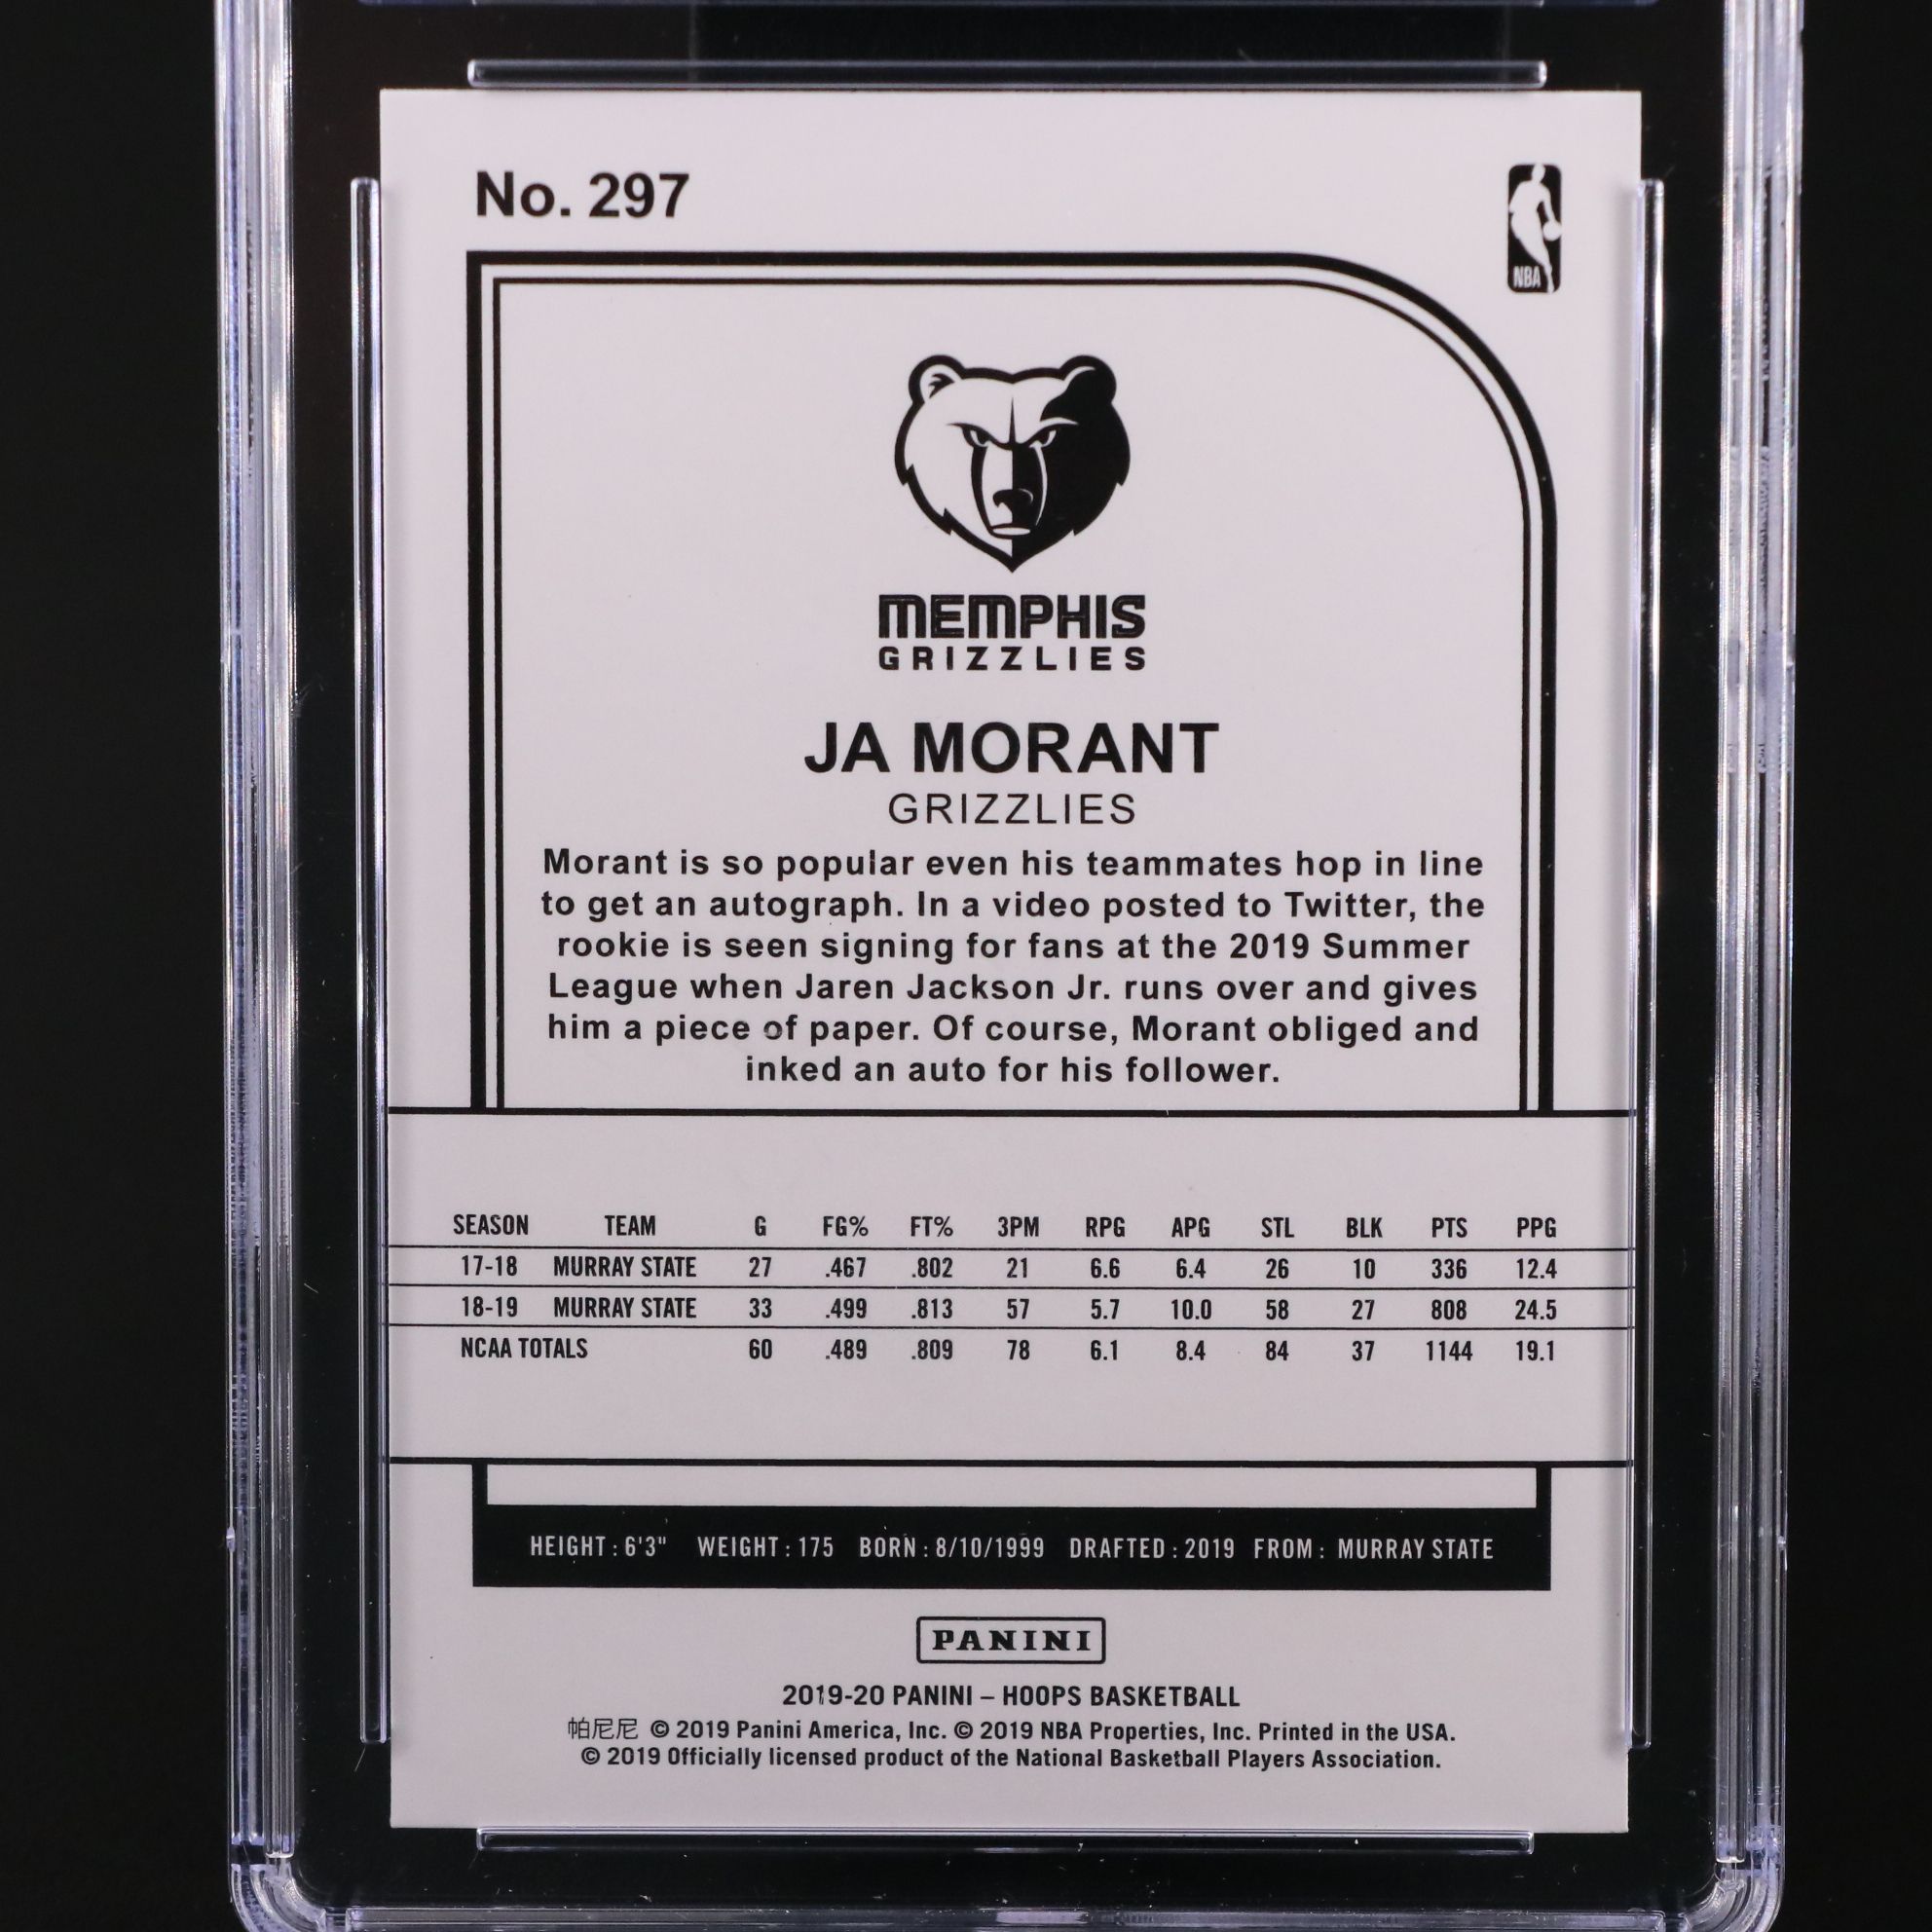 No. 297
NBA
MEMPHIS
GRIZZLIES
JA MORANT
GRIZZLIES
Morant is so popular even his teammates hop in line
to get an autograph. In a video posted to Twitter, the
rookie is seen signing for fans at the 2019 Summer
League when Jaren Jackson Jr. runs over and gives
him a piece of paper. Of course, Morant obliged and
inked an auto for his follower.
SEASON TEAM G FG% FT% 3PM RPG APG STL BLK PTS PPG
17-18 MURRAY STATE 27 .467 .802 21 6.6 6.4 26 10 336 12.4
18-19 MURRAY STATE 33 .499 .813 57 5.7 10.0 58 27 808 24.5
NCAA TOTALS 60 .489 .809 78 6.1 8.4 84 37 1144 19.1
HEIGHT : 6'3" WEIGHT : 175 BORN : 8/10/1999 DRAFTED : 2019 FROM : MURRAY STATE
PANINI
2019-20 PANINI – HOOPS BASKETBALL
帕尼尼 © 2019 Panini America, Inc. © 2019 NBA Properties, Inc. Printed in the USA.
© 2019 Officially licensed product of the National Basketball Players Association.